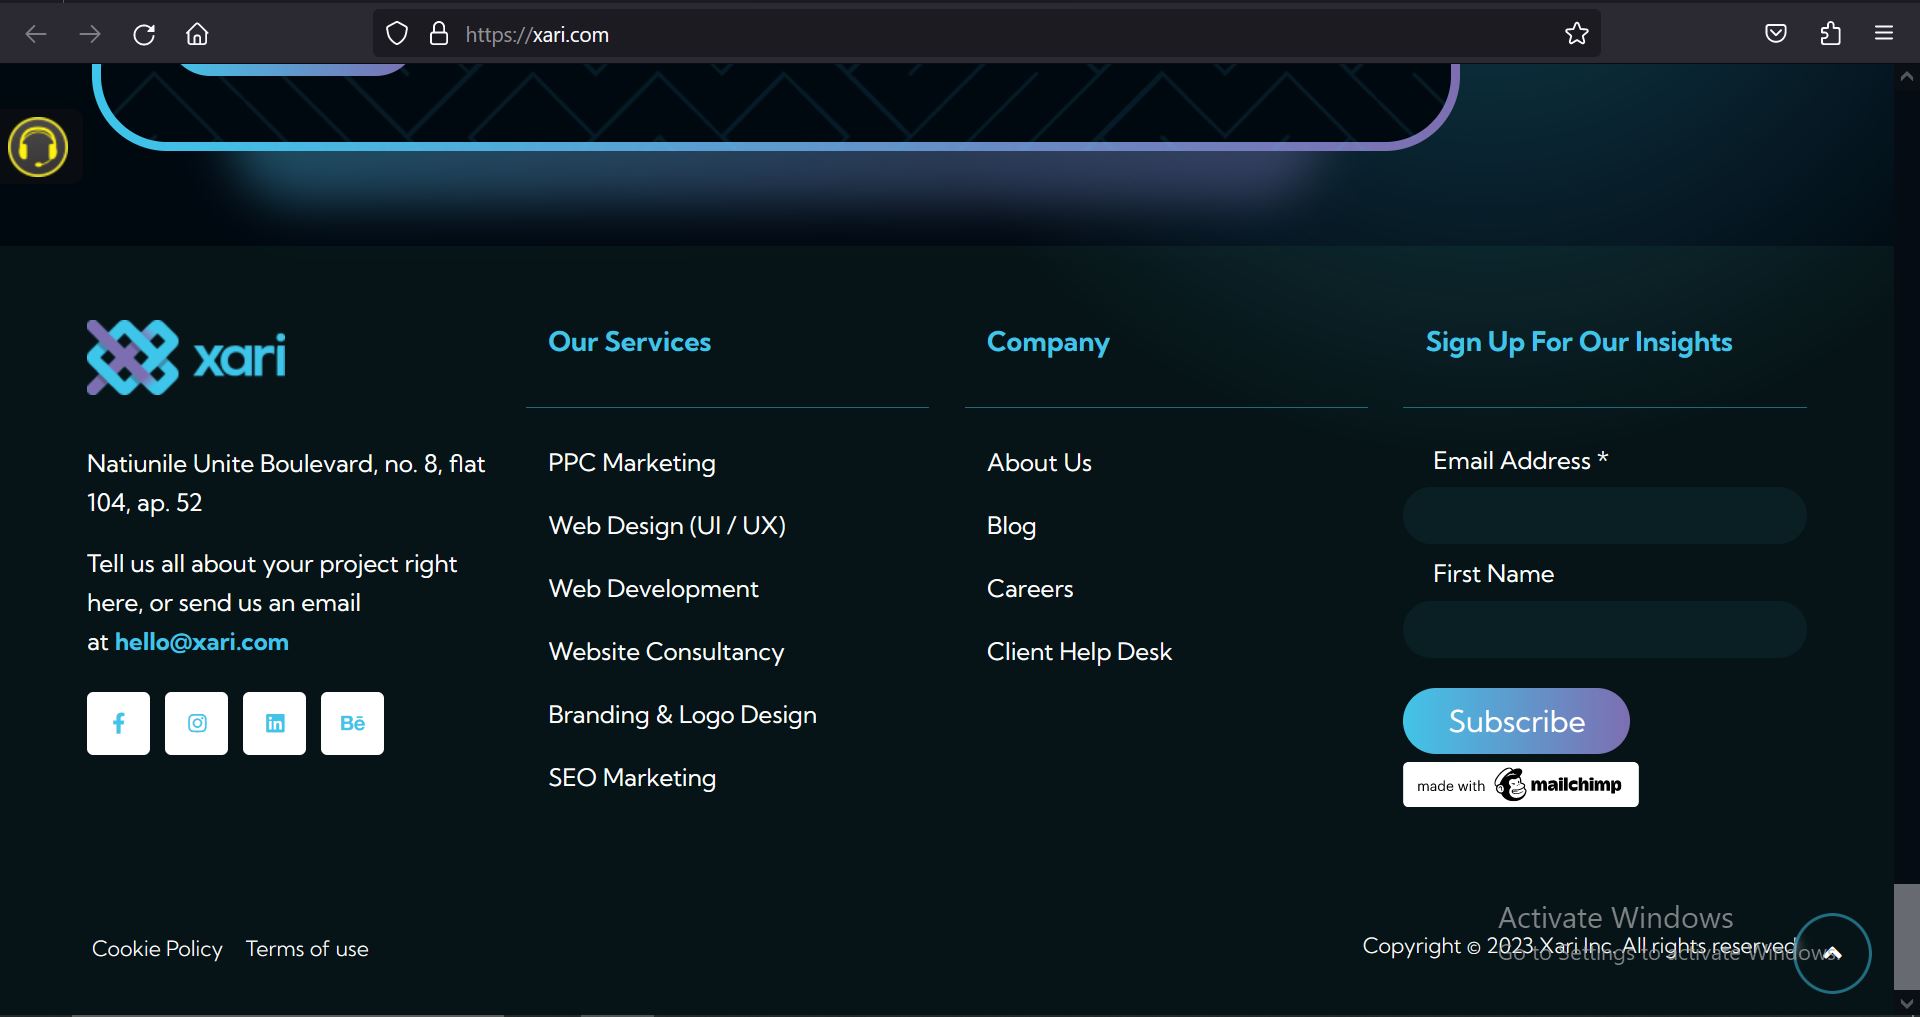 https://xari.com
xari
Natiunile Unite Boulevard, no. 8, flat
104, ap. 52
Tell us all about your project right
here, or send us an email
at hello@xari.com
Bē
Our Services
PPC Marketing
Web Design (UI / UX)
Web Development
Website Consultancy
Branding & Logo Design
SEO Marketing
Company
About Us
Blog
Careers
Client Help Desk
Sign Up For Our Insights
Email Address *
First Name
Subscribe
made with mailchimp
Cookie Policy
Terms of use
Copyright © 2023 Xari Inc. All rights reserved
Activate Windows
Go to Settings to activate Windows.